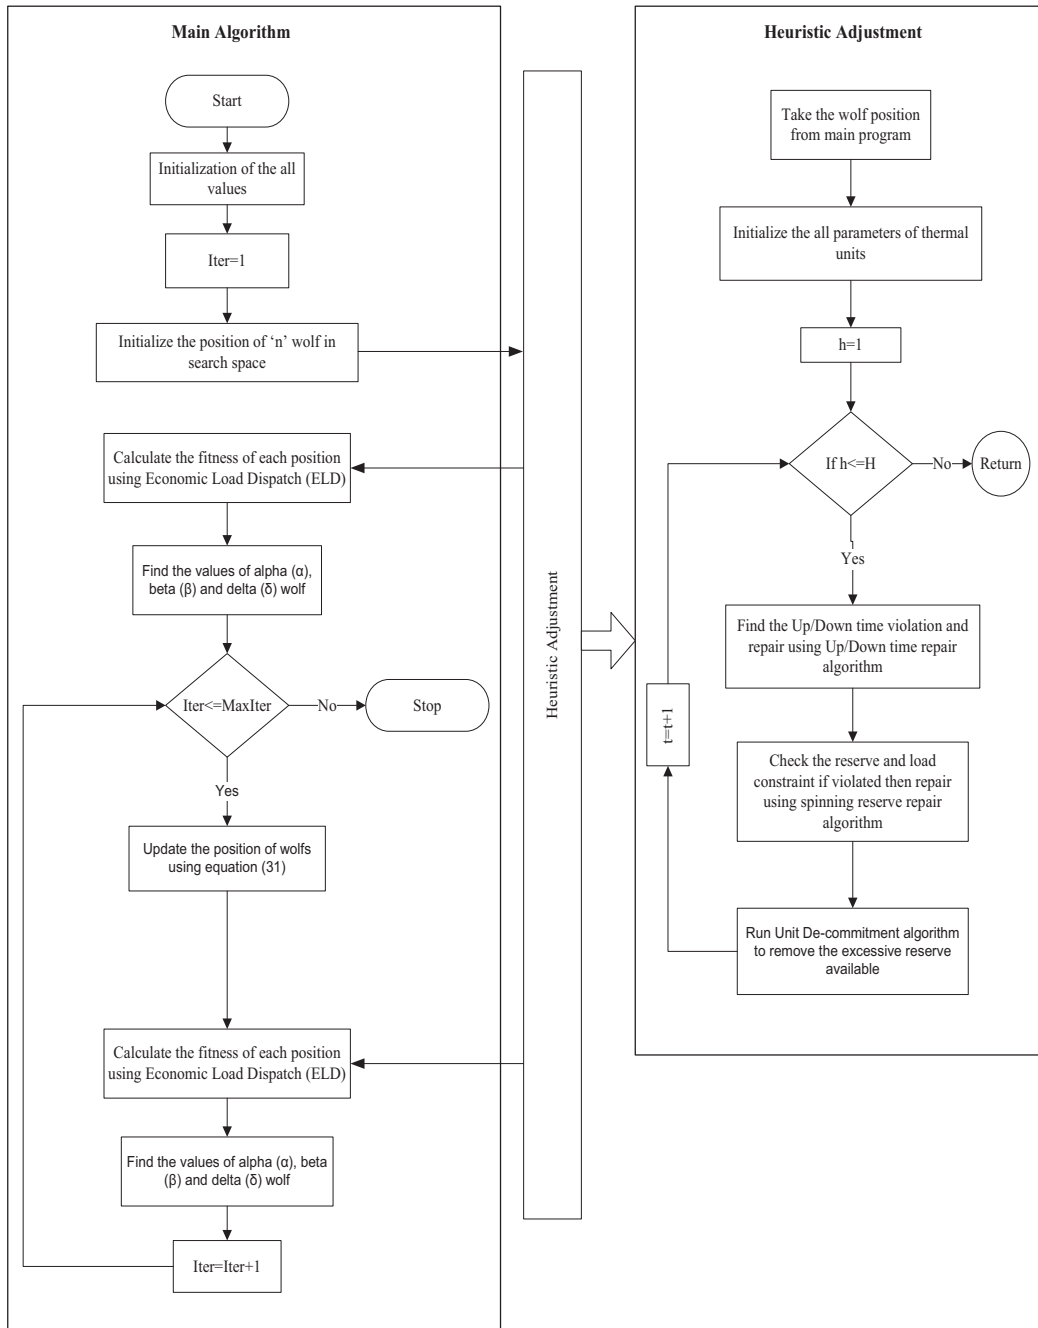 Main Algorithm
Start
Initialization of the all
values
Iter=1
Initialize the position of ‘n’ wolf in
search space
Calculate the fitness of each position
using Economic Load Dispatch (ELD)
Find the values of alpha (α),
beta (β) and delta (δ) wolf
Iter<=MaxIter
No
Stop
Yes
Update the position of wolfs
using equation (31)
Calculate the fitness of each position
using Economic Load Dispatch (ELD)
Find the values of alpha (α), beta
(β) and delta (δ) wolf
Iter=Iter+1
Heuristic Adjustment
Heuristic Adjustment
Take the wolf position
from main program
Initialize the all parameters of thermal
units
h=1
If h<=H
No
Return
Yes
Find the Up/Down time violation and
repair using Up/Down time repair
algorithm
t=t+1
Check the reserve and load
constraint if violated then repair
using spinning reserve repair
algorithm
Run Unit De-commitment algorithm
to remove the excessive reserve
available